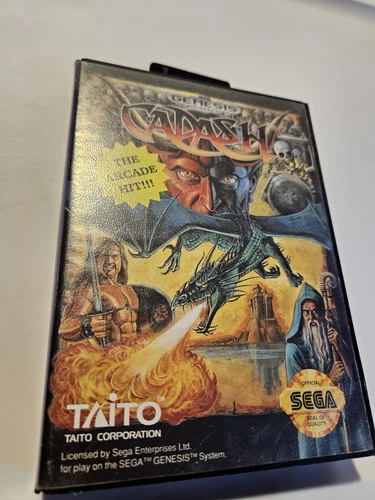 GENESIS
CADASH
THE
ARCADE
HIT!!!
TAITO™
TAITO CORPORATION
Licensed by Sega Enterprises Ltd.
for play on the SEGA™ GENESIS™ System.
OFFICIAL
SEGA
SEAL OF
QUALITY